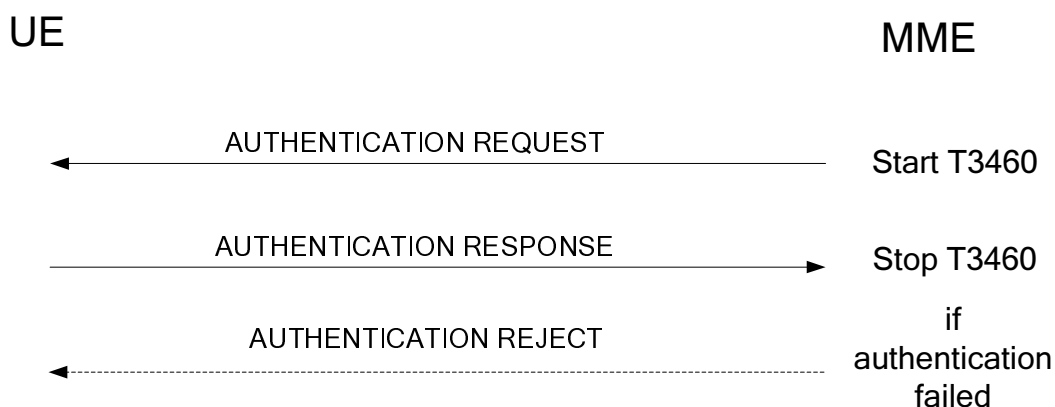 UE
MME
AUTHENTICATION REQUEST
Start T3460
AUTHENTICATION RESPONSE
Stop T3460
AUTHENTICATION REJECT
if
authentication
failed